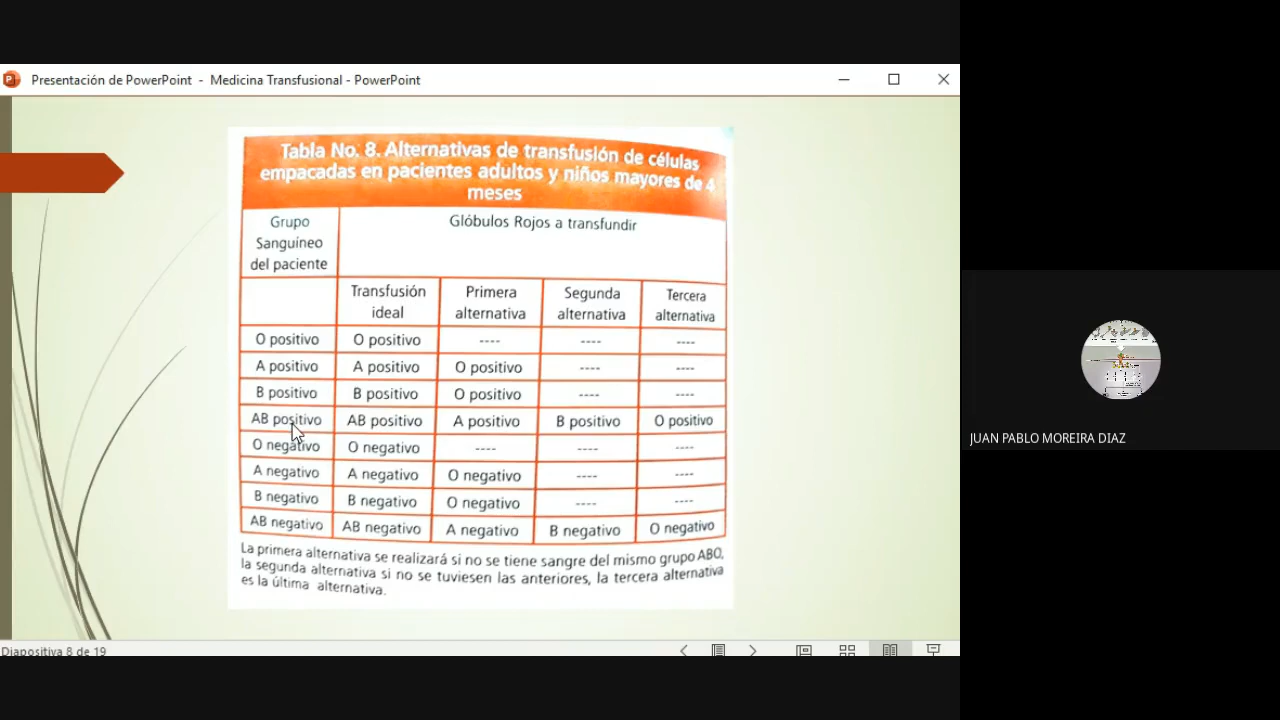 Presentación de PowerPoint - Medicina Transfusional - PowerPoint
Tabla No. 8. Alternativas de transfusión de células
empacadas en pacientes adultos y niños mayores de 4
meses
Grupo
Sanguíneo
del paciente
Glóbulos Rojos a transfundir
Transfusión
ideal
Primera
alternativa
Segunda
alternativa
Tercera
alternativa
O positivo O positivo ---- ---- ----
A positivo A positivo O positivo ---- ----
B positivo B positivo O positivo ---- ----
AB positivo AB positivo A positivo B positivo O positivo
O negativo O negativo ---- ---- ----
A negativo A negativo O negativo ---- ----
B negativo B negativo O negativo ---- ----
AB negativo AB negativo A negativo B negativo O negativo
La primera alternativa se realizará si no se tiene sangre del mismo grupo ABO,
la segunda alternativa si no se tuviesen las anteriores, la tercera alternativa
es la última alternativa.
Diapositiva 8 de 19
JUAN PABLO MOREIRA DIAZ